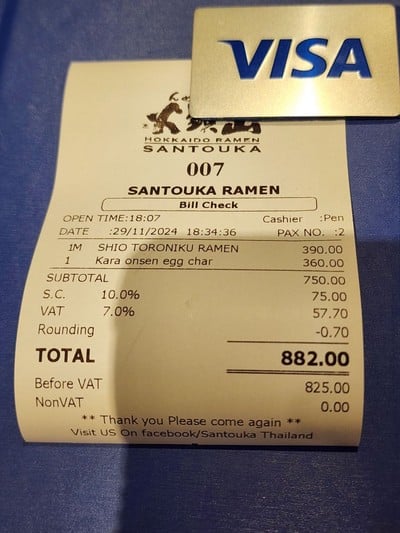 VISA
HOKKAIDO RAMEN
SANTOUKA
007
SANTOUKA RAMEN
Bill Check
OPEN TIME:18:07 Cashier :Pen
DATE :29/11/2024 18:34:36 PAX NO. :2
1M SHIO TORONIKU RAMEN 390.00
1 Kara onsen egg char 360.00
SUBTOTAL 750.00
S.C. 10.0% 75.00
VAT 7.0% 57.70
Rounding -0.70
TOTAL 882.00
Before VAT 825.00
NonVAT 0.00
** Thank you Please come again **
Visit US On facebook/Santouka Thailand